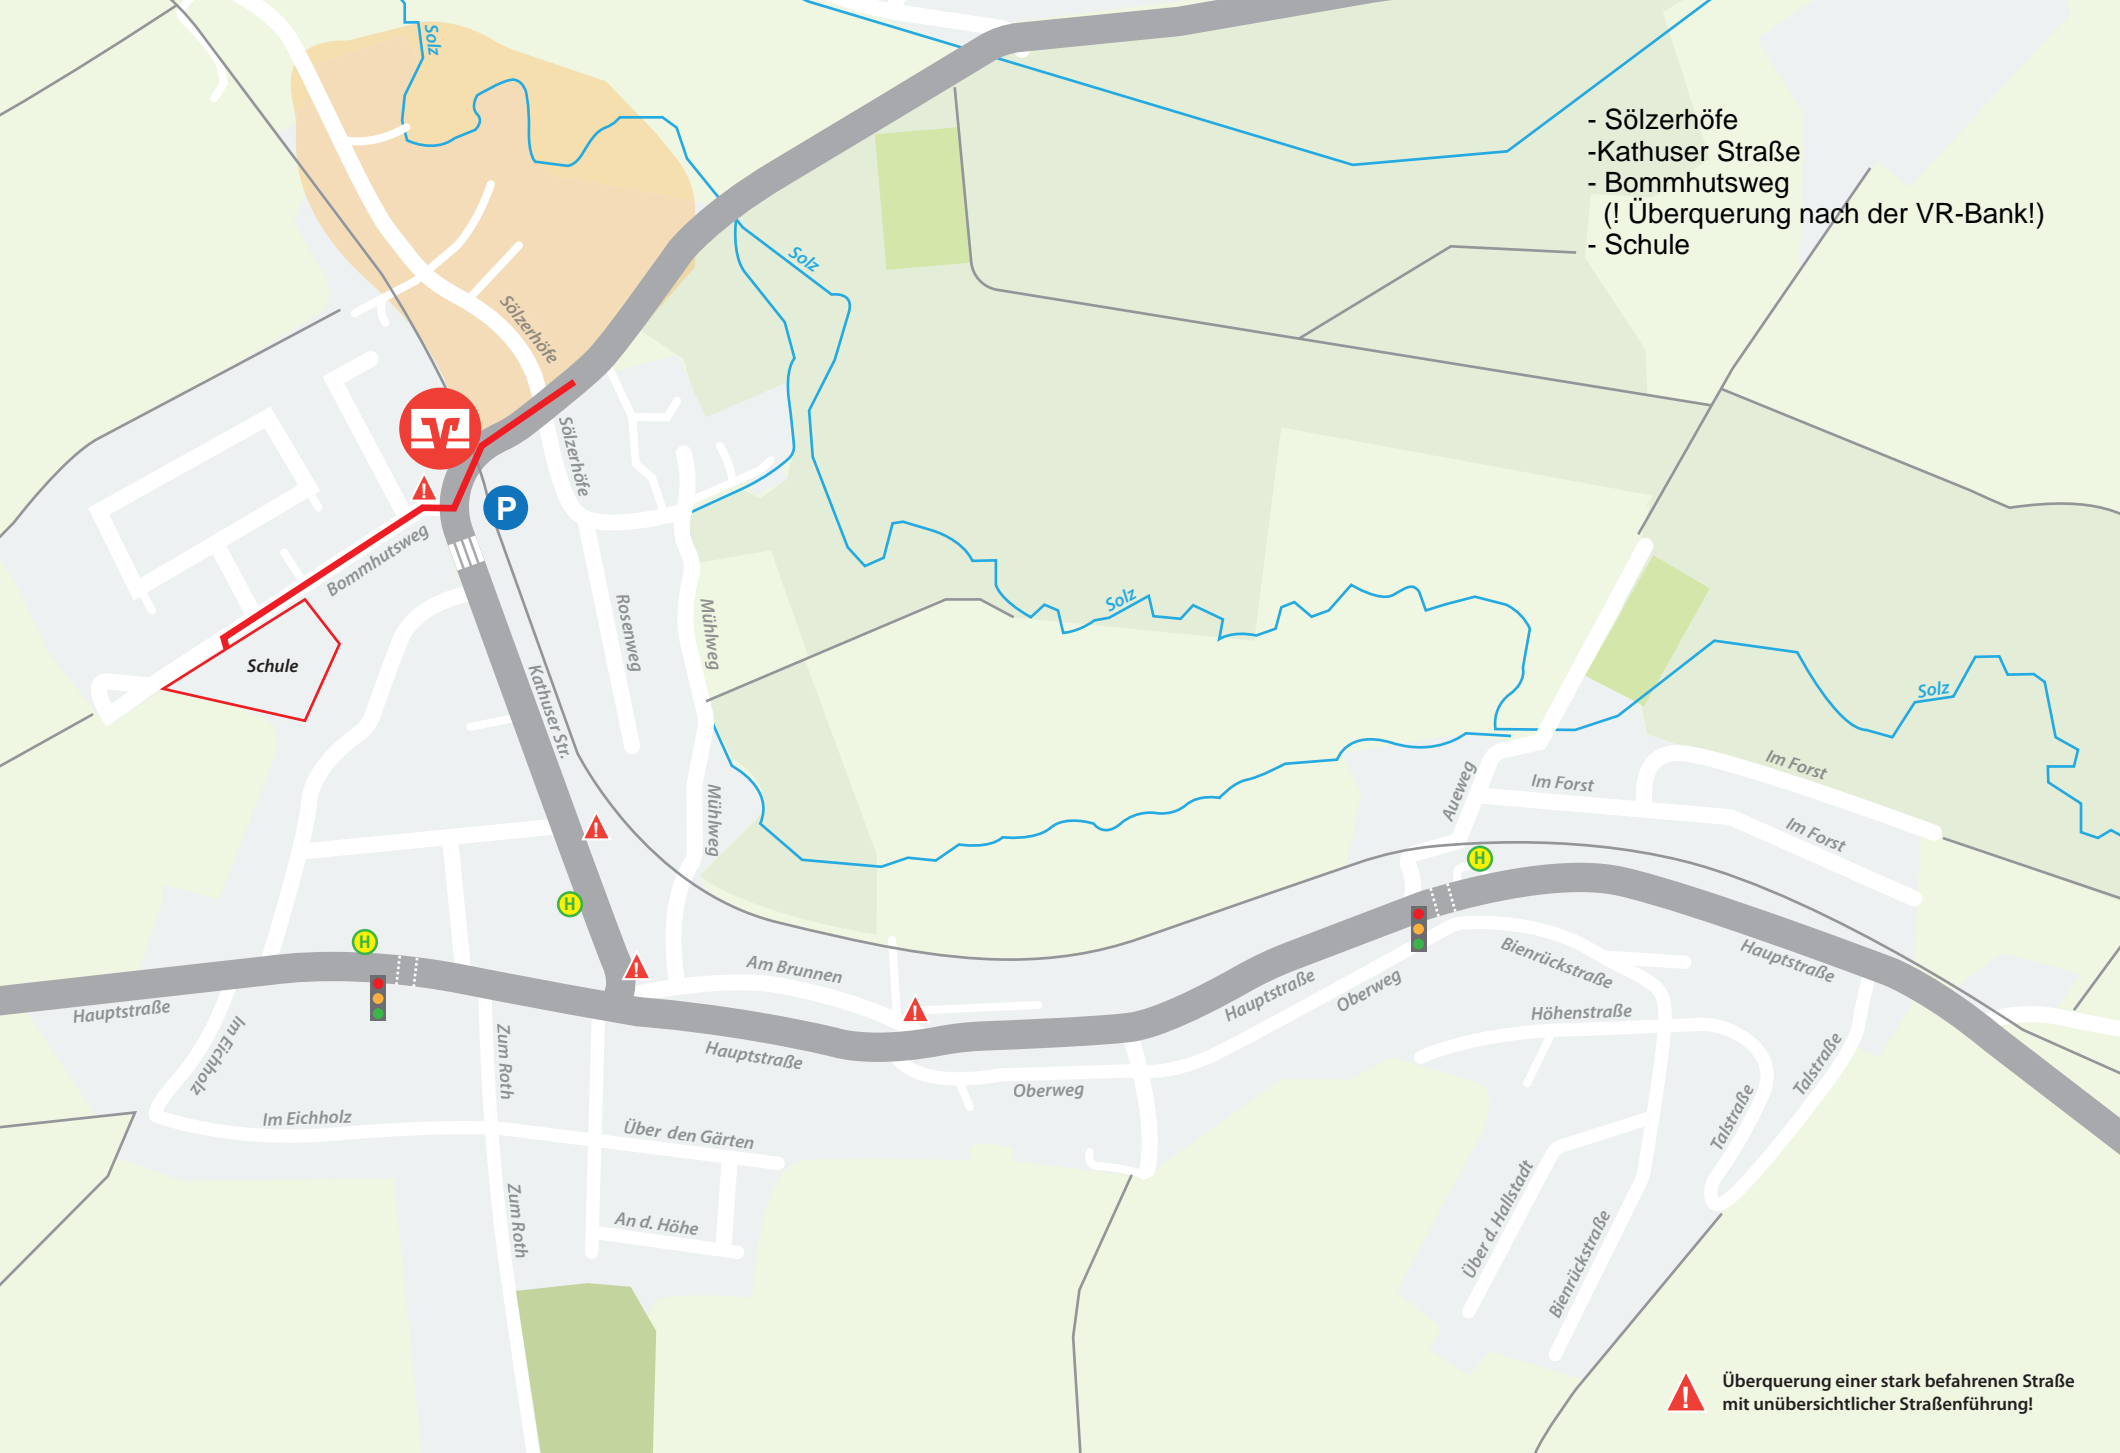 Solz
- Sölzerhöfe
-Kathuser Straße
- Bommhutsweg
(! Überquerung nach der VR-Bank!)
- Schule
Solz
Sölzerhöfe
Sölzerhöfe
!
P
Bommhutsweg
Rosenweg
Mühlweg
Solz
Schule
Kathuser Str.
Solz
Mühlweg
Aueweg
Im Forst
Im Forst
Im Forst
!
H
H
H
!
Am Brunnen
!
Hauptstraße
Hauptstraße
Hauptstraße
Oberweg
Bienrückstraße
Hauptstraße
Höhenstraße
Im Eichholz
Zum Roth
Oberweg
Talstraße
Talstraße
Im Eichholz
Über den Gärten
Zum Roth
An d. Höhe
Über d. Hallstadt
Bienrückstraße
!
Überquerung einer stark befahrenen Straße
mit unübersichtlicher Straßenführung!